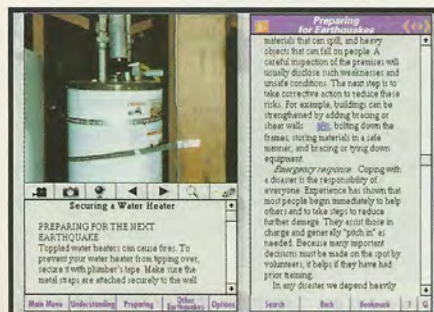 Securing a Water Heater
PREPARING FOR THE NEXT
EARTHQUAKE
Toppled water heaters can cause fires. To
prevent your water heater from tipping over,
secure it with plumber's tape. Make sure the
metal straps are attached securely to the wall
Main Menu
Understanding
Preparing
Other
Earthquakes
Options
Preparing
for Earthquakes
materials that can spill, and heavy
objects that can fall on people. A
careful inspection of the premises will
usually disclose such weaknesses and
unsafe conditions. The next step is to
take corrective action to reduce these
risks. For example, buildings can be
strengthened by adding bracing or
shear walls , bolting down the
frames, storing materials in a safe
manner, and bracing or tying down
equipment.
Emergency response. Coping with
a disaster is the responsibility of
everyone. Experience has shown that
most people begin immediately to help
others and to take steps to reduce
further damage. They assist those in
charge and generally "pitch in" as
needed. Because many important
decisions must be made on the spot by
volunteers, it helps if they have had
prior training.
In any disaster we depend heavily
Search
Back
Bookmark
?
Q